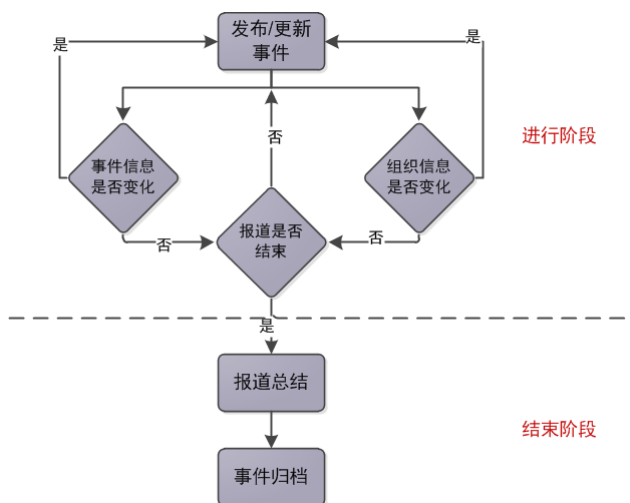 发布/更新
事件
是
是
事件信息
是否变化
组织信息
是否变化
进行阶段
否
报道是否
结束
否
否
是
报道总结
结束阶段
事件归档